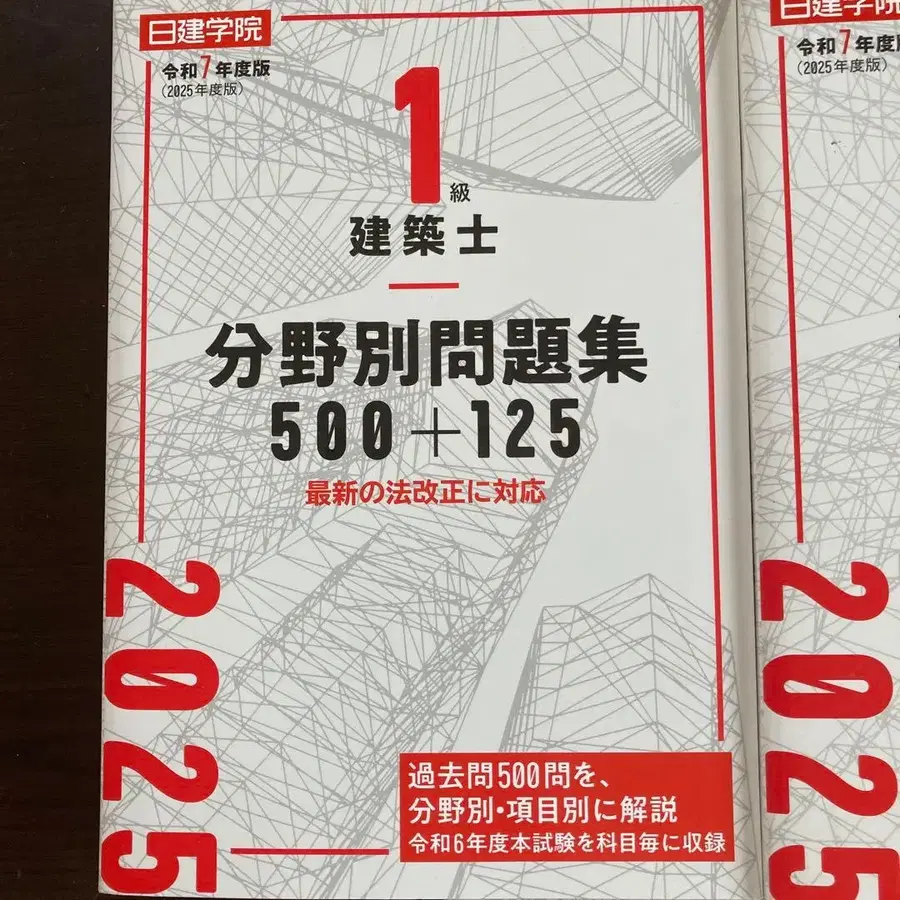 日建学院
令和7年度版
(2025年度版)
1級
建築士
分野別問題集
500+125
最新の法改正に対応
2025
過去問500問を、
分野別・項目別に解説
令和6年度本試験を科目毎に収録
日建学院
令和7年度版
(2025年度版)
2025